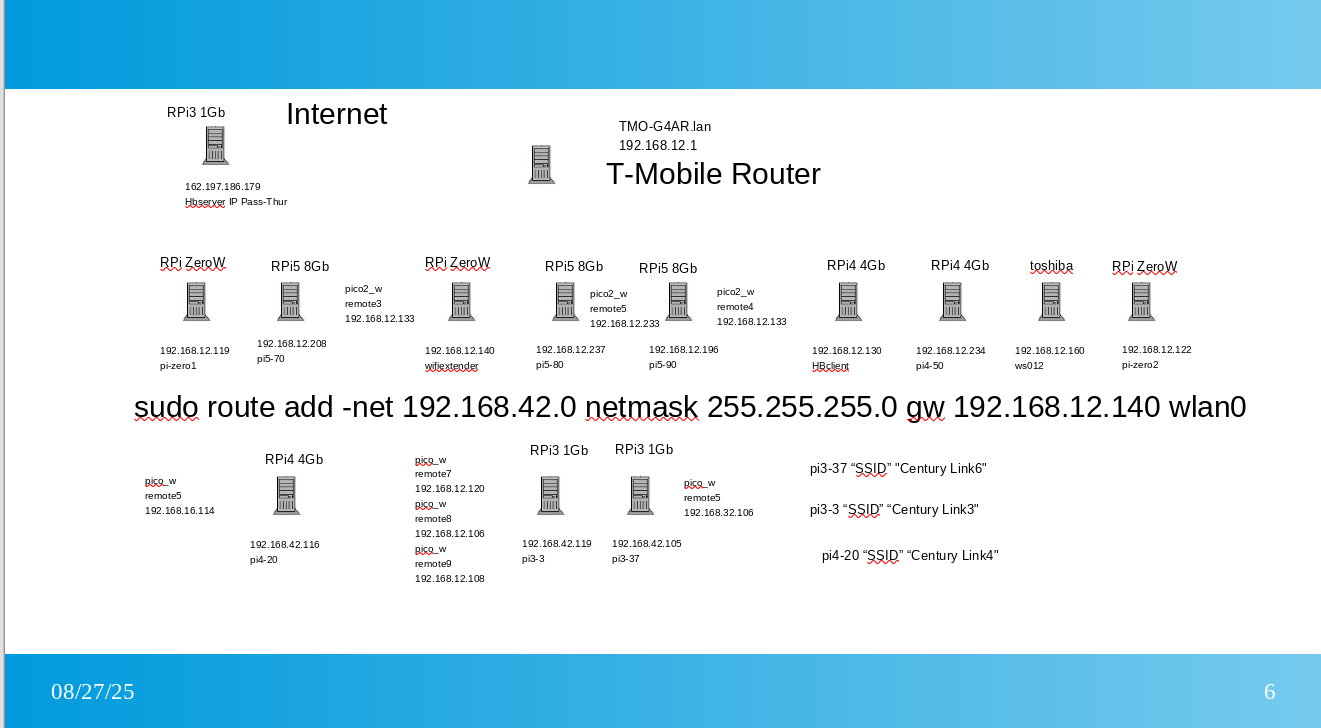 RPi3 1Gb
Internet
TMO-G4AR.lan
192.168.12.1
T-Mobile Router
162.197.186.179
Hbserver IP Pass-Thur
RPi ZeroW
RPi5 8Gb
pico2_w
remote3
192.168.12.133
RPi ZeroW
RPi5 8Gb
pico2_w
remote5
192.168.12.233
RPi5 8Gb
pico2_w
remote4
192.168.12.133
RPi4 4Gb
RPi4 4Gb
toshiba
RPi ZeroW
192.168.12.119
pi-zero1
192.168.12.208
pi5-70
192.168.12.140
wifiextender
192.168.12.237
pi5-80
192.168.12.196
pi5-90
192.168.12.130
HBclient
192.168.12.234
pi4-50
192.168.12.160
ws012
192.168.12.122
pi-zero2
sudo route add -net 192.168.42.0 netmask 255.255.255.0 gw 192.168.12.140 wlan0
pico_w
remote5
192.168.16.114
RPi4 4Gb
192.168.42.116
pi4-20
pico_w
remote7
192.168.12.120
pico_w
remote8
192.168.12.106
pico_w
remote9
192.168.12.108
RPi3 1Gb
192.168.42.119
pi3-3
RPi3 1Gb
192.168.42.105
pi3-37
pico_w
remote5
192.168.32.106
pi3-37 “SSID” "Century Link6"
pi3-3 “SSID” “Century Link3"
pi4-20 “SSID” “Century Link4"
08/27/25
6